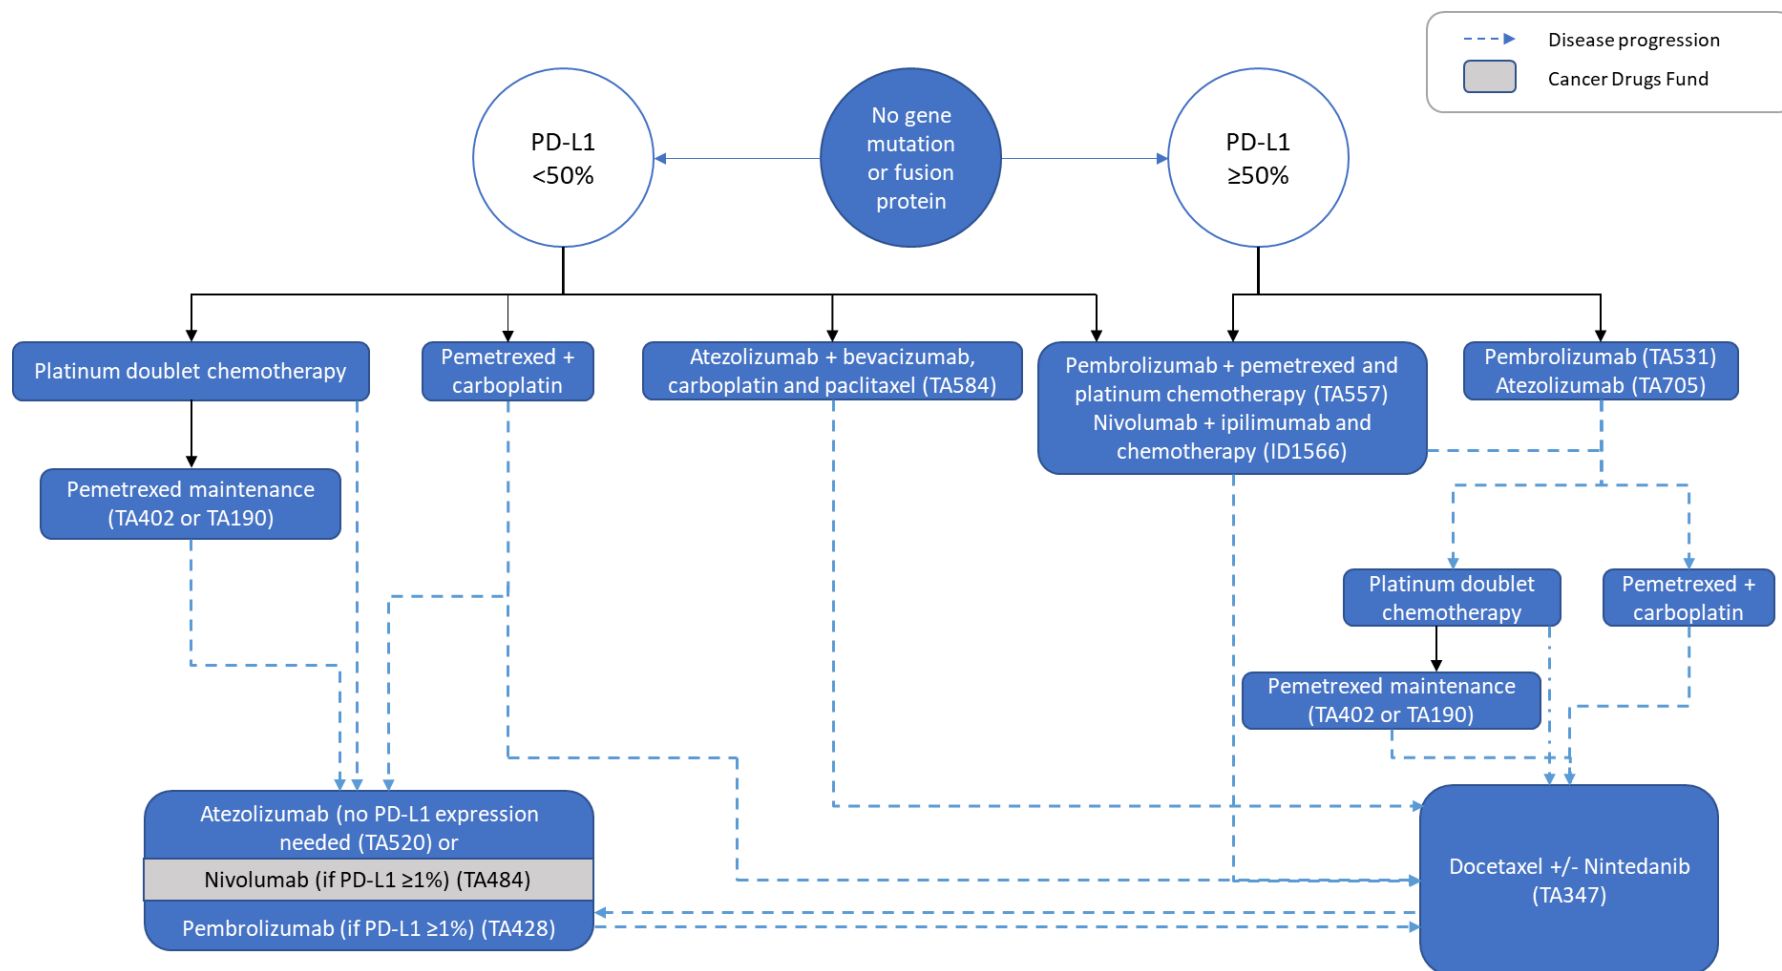 Disease progression
Cancer Drugs Fund
PD-L1
<50%
No gene
mutation
or fusion
protein
PD-L1
≥50%
Platinum doublet chemotherapy
Pemetrexed +
carboplatin
Atezolizumab + bevacizumab,
carboplatin and paclitaxel (TA584)
Pembrolizumab + pemetrexed and
platinum chemotherapy (TA557)
Nivolumab + ipilimumab and
chemotherapy (ID1566)
Pembrolizumab (TA531)
Atezolizumab (TA705)
Pemetrexed maintenance
(TA402 or TA190)
Platinum doublet
chemotherapy
Pemetrexed +
carboplatin
Pemetrexed maintenance
(TA402 or TA190)
Atezolizumab (no PD-L1 expression
needed (TA520) or
Nivolumab (if PD-L1 ≥1%) (TA484)
Pembrolizumab (if PD-L1 ≥1%) (TA428)
Docetaxel +/- Nintedanib
(TA347)